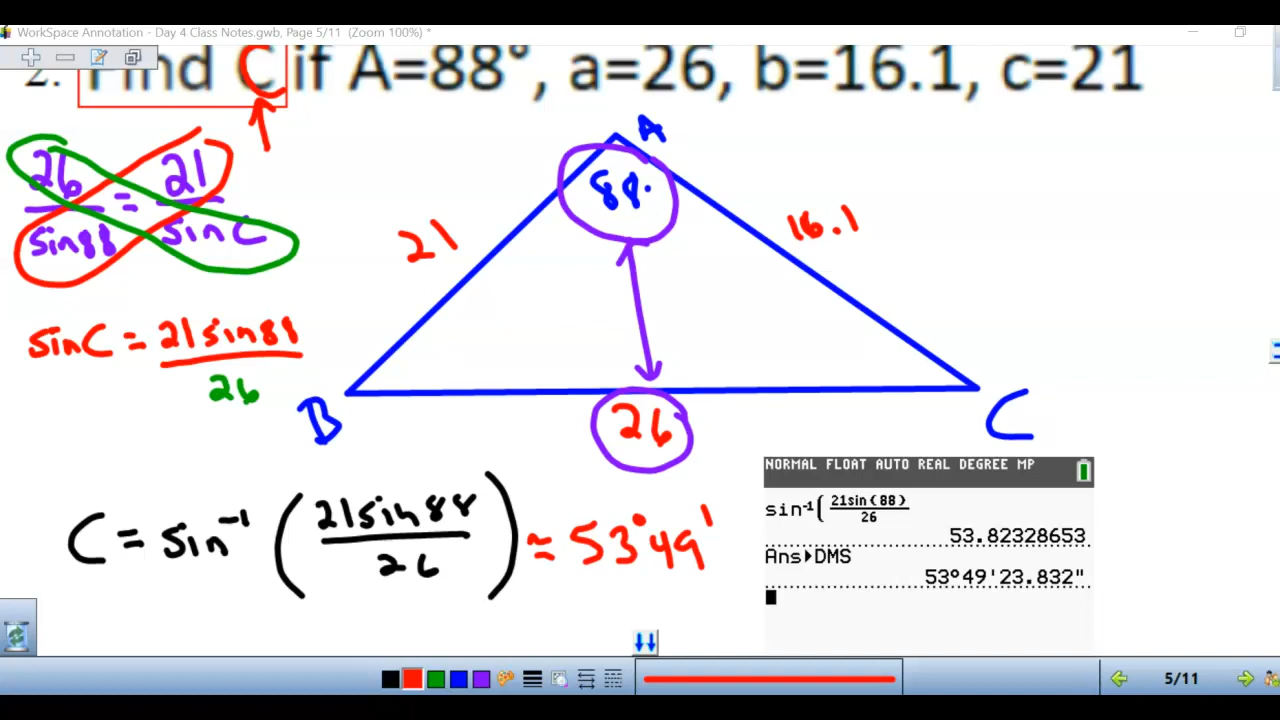 WorkSpace Annotation - Day 4 Class Notes.gwb, Page 5/11 (Zoom 100%) *
2. Find C if A=88°, a=26, b=16.1, c=21
A
88°
26 = 21
sin88 sinC
21
16.1
sinC = 21sin88
26
B
26
C
C = sin⁻¹ ( 21sin88 / 26 ) ≈ 53°49'
NORMAL FLOAT AUTO REAL DEGREE MP
sin⁻¹( 21sin(88)
26
53.82328653
Ans▸DMS
53°49'23.832"
5/11